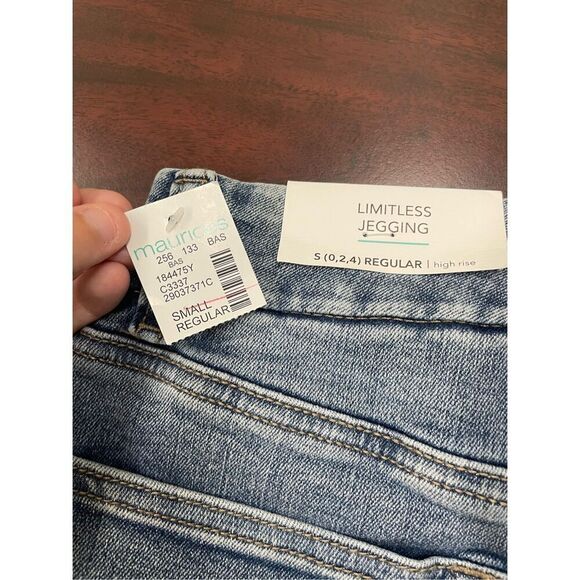 maurices
256 133 BAS
BAS
184475Y
C3337
29037371C
SMALL
REGULAR
LIMITLESS
JEGGING
S (0,2,4) REGULAR | high rise